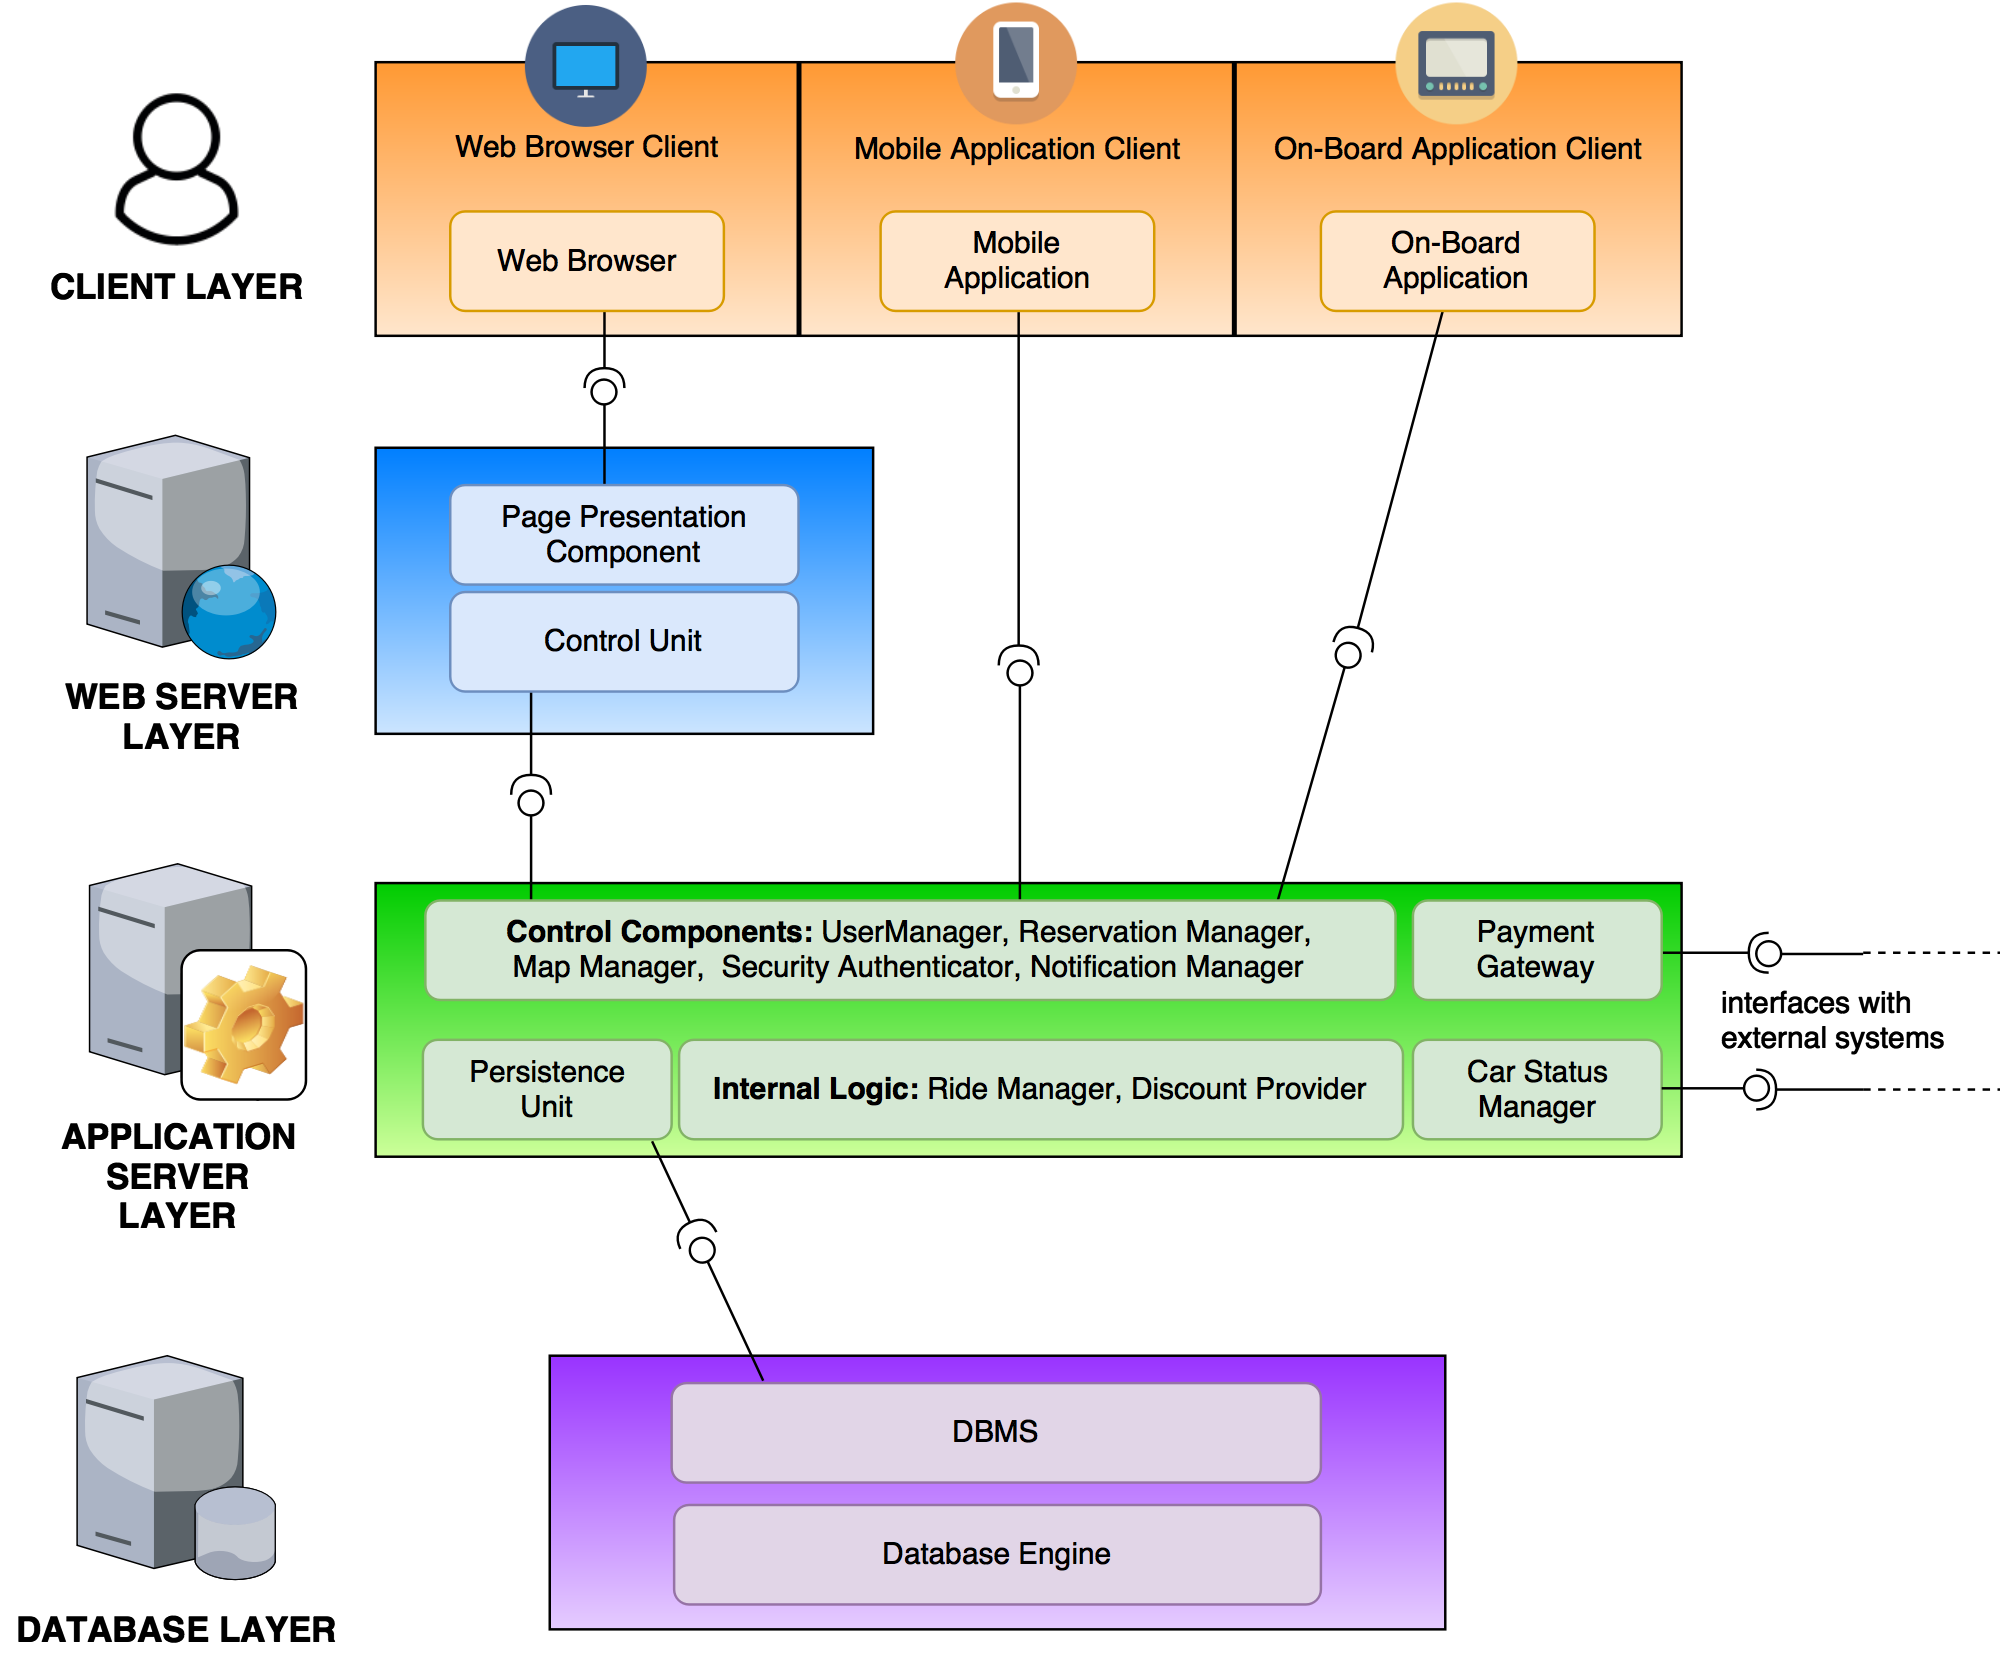 Web Browser Client
Mobile Application Client
On-Board Application Client
Web Browser
Mobile
Application
On-Board
Application
CLIENT LAYER
Page Presentation
Component
Control Unit
WEB SERVER
LAYER
Control Components: UserManager, Reservation Manager,
Map Manager, Security Authenticator, Notification Manager
Payment
Gateway
interfaces with
external systems
Persistence
Unit
Internal Logic: Ride Manager, Discount Provider
Car Status
Manager
APPLICATION
SERVER
LAYER
DBMS
Database Engine
DATABASE LAYER